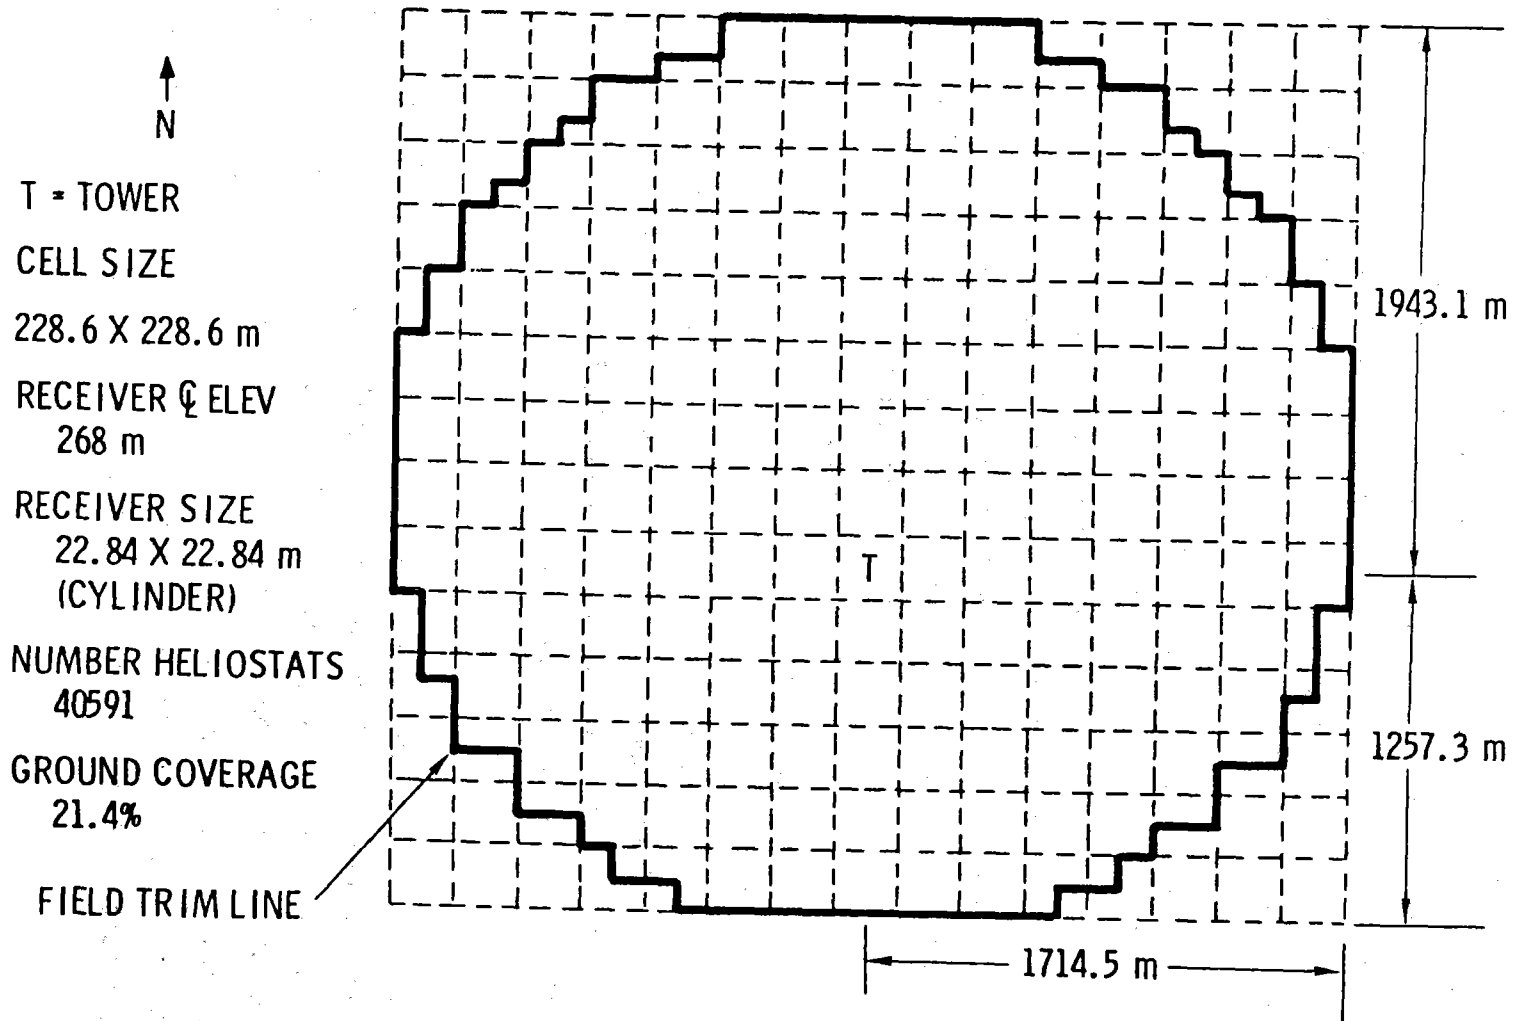 N
T = TOWER
CELL SIZE
228.6 X 228.6 m
RECEIVER ℄ ELEV
268 m
RECEIVER SIZE
22.84 X 22.84 m
(CYLINDER)
NUMBER HELIOSTATS
40591
GROUND COVERAGE
21.4%
FIELD TRIM LINE
T
1943.1 m
1257.3 m
1714.5 m